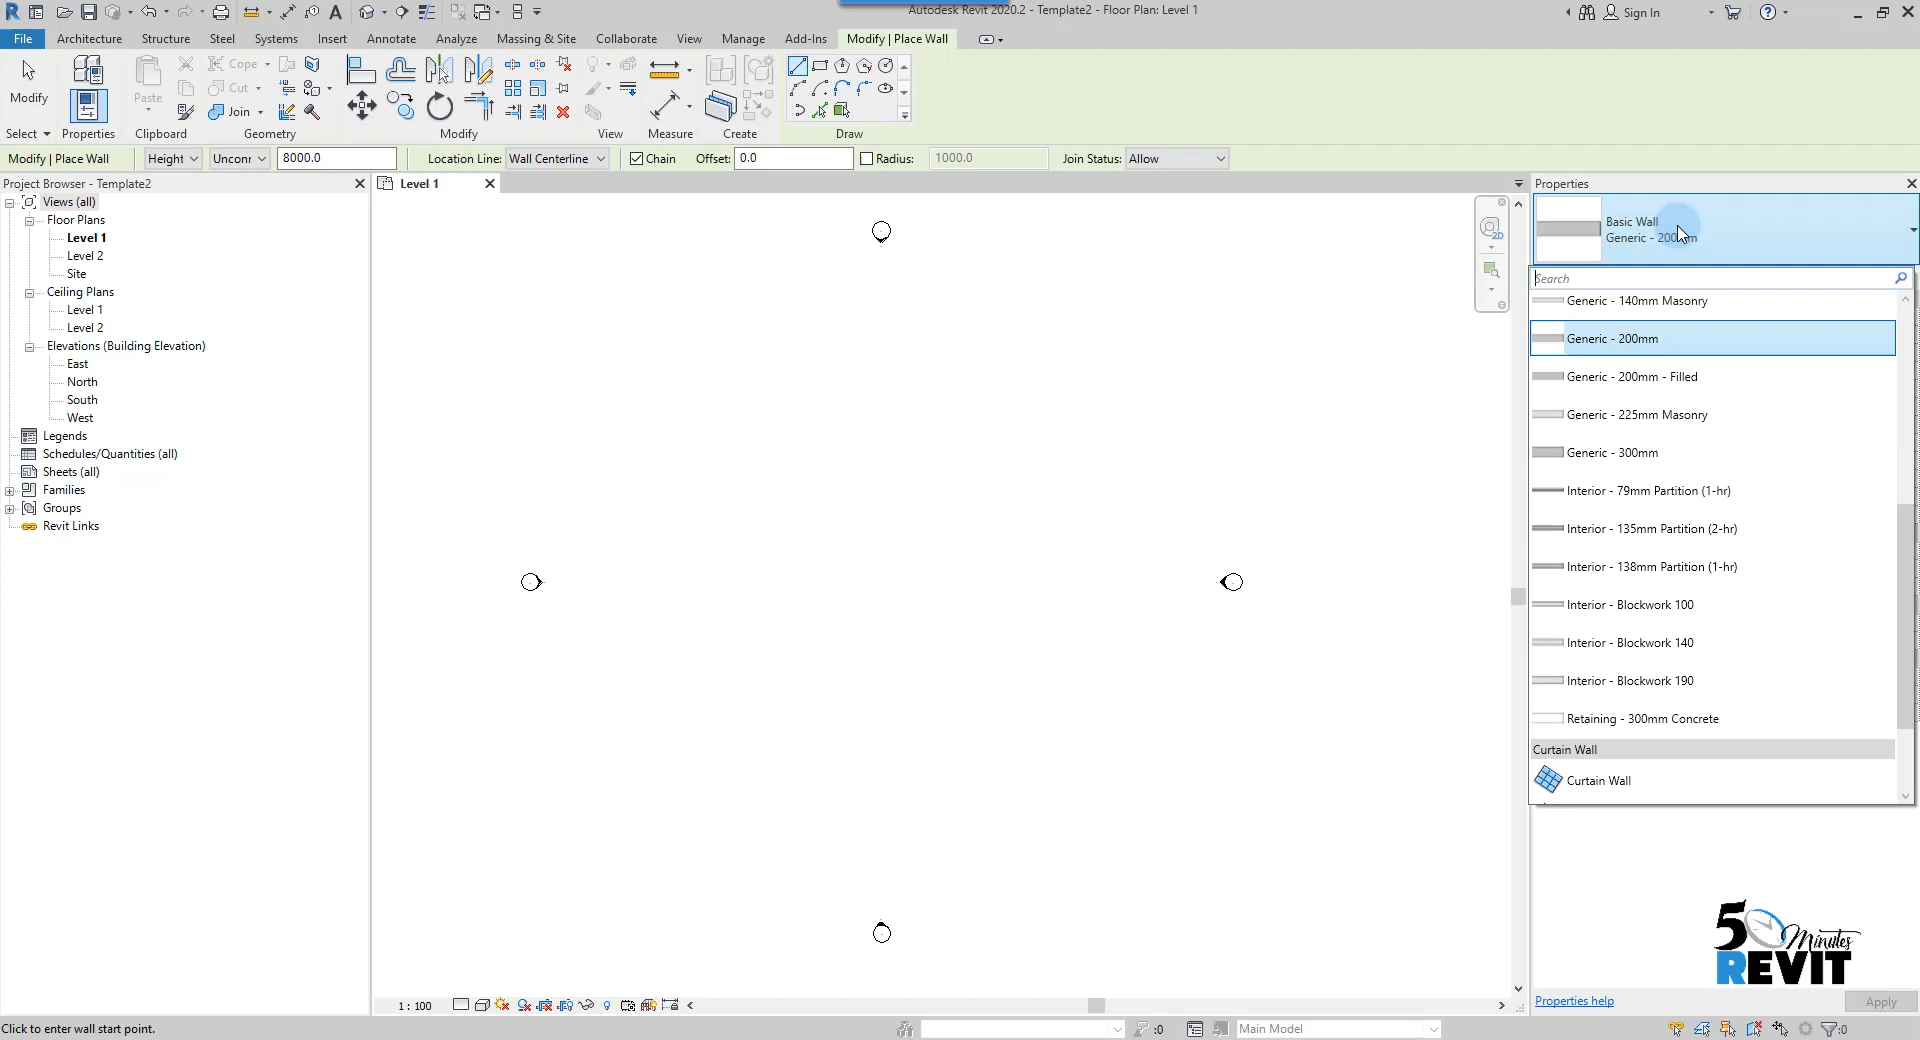 Autodesk Revit 2020.2 - Template2 - Floor Plan: Level 1
Sign In
File
Architecture
Structure
Steel
Systems
Insert
Annotate
Analyze
Massing & Site
Collaborate
View
Manage
Add-Ins
Modify | Place Wall
Modify
Paste
Cope
Cut
Join
Select
Properties
Clipboard
Geometry
Modify
View
Measure
Create
Draw
Modify | Place Wall
Height
Unconr
8000.0
Location Line: Wall Centerline
Chain
Offset: 0.0
Radius: 1000.0
Join Status: Allow
Project Browser - Template2
Views (all)
Floor Plans
Level 1
Level 2
Site
Ceiling Plans
Level 1
Level 2
Elevations (Building Elevation)
East
North
South
West
Legends
Schedules/Quantities (all)
Sheets (all)
Families
Groups
Revit Links
Level 1
2D
Properties
Basic Wall
Generic - 200mm
Search
Generic - 140mm Masonry
Generic - 200mm
Generic - 200mm - Filled
Generic - 225mm Masonry
Generic - 300mm
Interior - 79mm Partition (1-hr)
Interior - 135mm Partition (2-hr)
Interior - 138mm Partition (1-hr)
Interior - Blockwork 100
Interior - Blockwork 140
Interior - Blockwork 190
Retaining - 300mm Concrete
Curtain Wall
Curtain Wall
50 Minutes
REVIT
Properties help
Apply
1 : 100
Click to enter wall start point.
:0
Main Model
:0